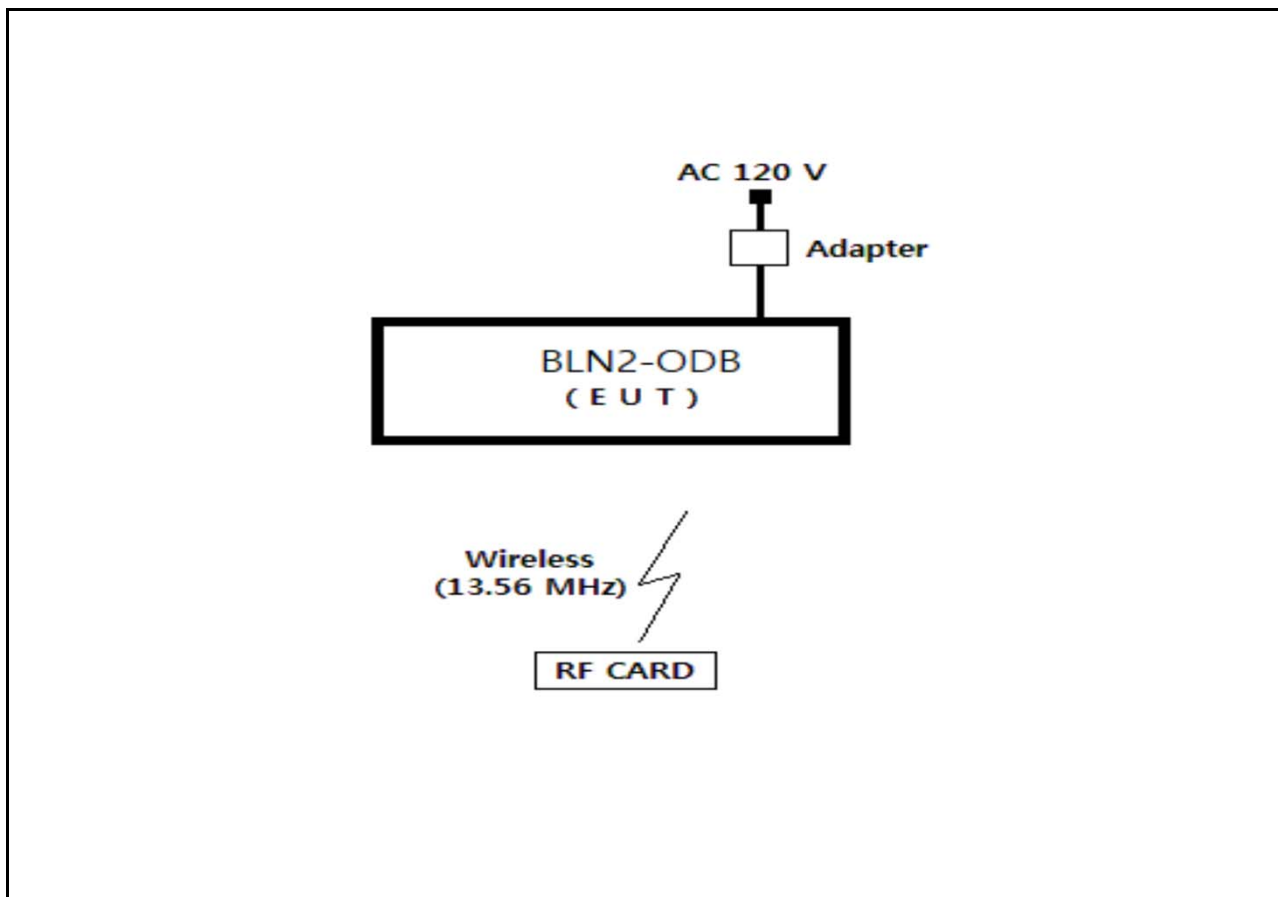 AC 120 V
Adapter
BLN2-ODB
( E U T )
Wireless
(13.56 MHz)
RF CARD